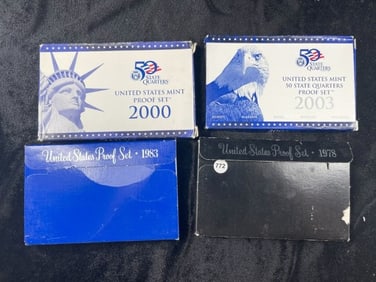 50
STATE
QUARTERS
UNITED STATES MINT
PROOF SET
2000
50
STATE
QUARTERS
UNITED STATES MINT
50 STATE QUARTERS
PROOF SET
2003
United States Proof Set · 1983
United States Proof Set · 1978
772